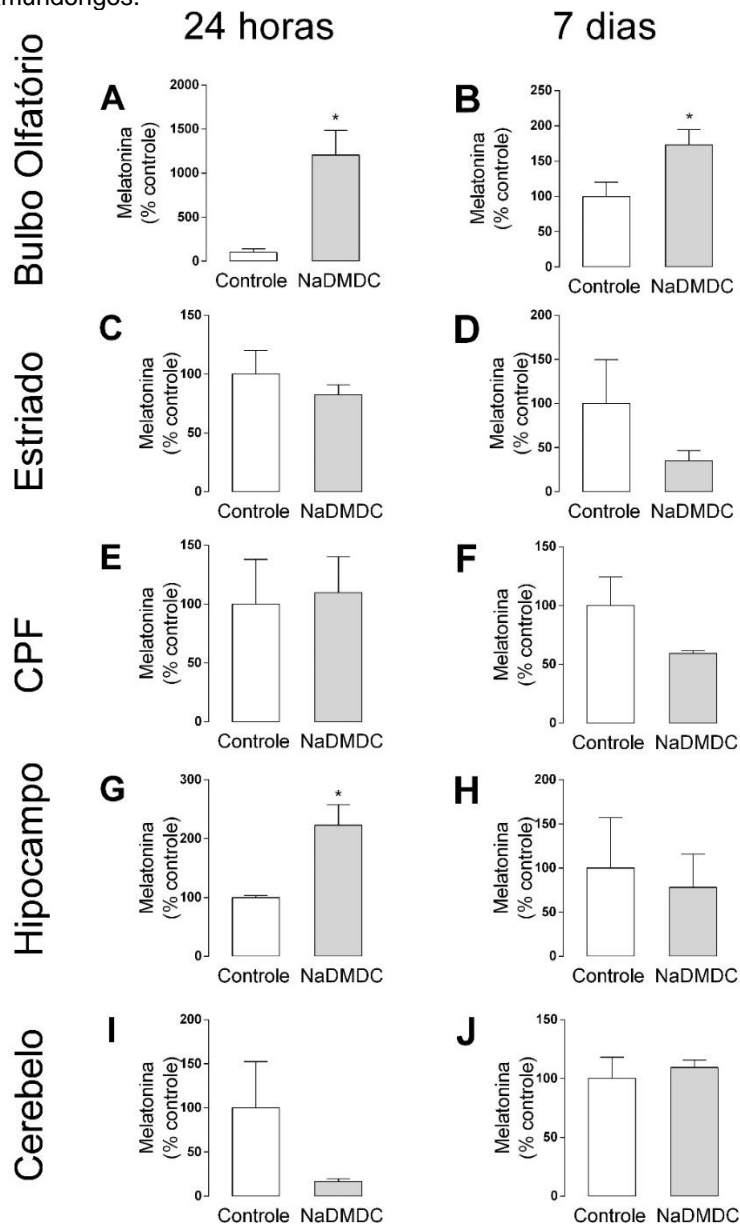 camundongos.
24 horas
7 dias
Bulbo Olfatório
A
Melatonina
(% controle)
2000
1500
1000
500
0
*
Controle NaDMDC
B
Melatonina
(% controle)
250
200
150
100
50
0
*
Controle NaDMDC
Estriado
C
Melatonina
(% controle)
150
100
50
0
Controle NaDMDC
D
Melatonina
(% controle)
200
150
100
50
0
Controle NaDMDC
CPF
E
Melatonina
(% controle)
150
100
50
0
Controle NaDMDC
F
Melatonina
(% controle)
150
100
50
0
Controle NaDMDC
Hipocampo
G
Melatonina
(% controle)
300
200
100
0
*
Controle NaDMDC
H
Melatonina
(% controle)
200
150
100
50
0
Controle NaDMDC
Cerebelo
I
Melatonina
(% controle)
200
150
100
50
0
Controle NaDMDC
J
Melatonina
(% controle)
150
100
50
0
Controle NaDMDC